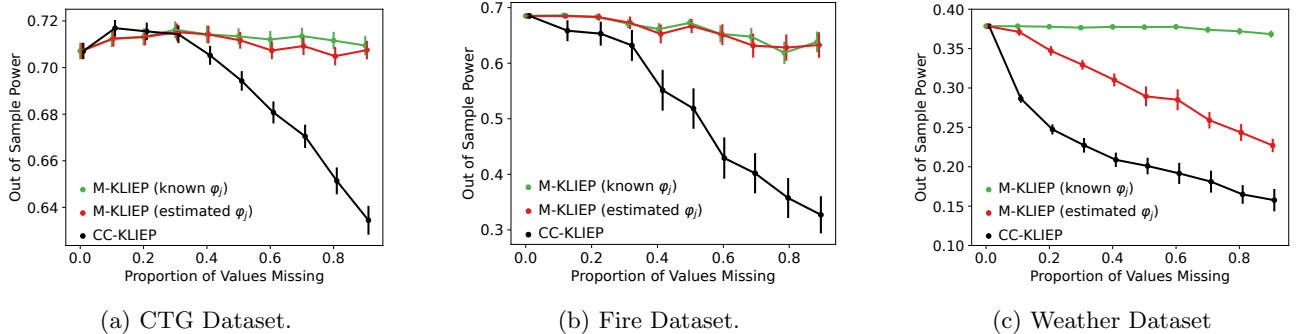 0.72
0.70
0.68
0.66
0.64
Out of Sample Power
M-KLIEP (known φj)
M-KLIEP (estimated φj)
CC-KLIEP
0.0 0.2 0.4 0.6 0.8
Proportion of Values Missing
(a) CTG Dataset.
0.7
0.6
0.5
0.4
0.3
Out of Sample Power
M-KLIEP (known φj)
M-KLIEP (estimated φj)
CC-KLIEP
0.0 0.2 0.4 0.6 0.8
Proportion of Values Missing
(b) Fire Dataset.
0.40
0.35
0.30
0.25
0.20
0.15
0.10
Out of Sample Power
M-KLIEP (known φj)
M-KLIEP (estimated φj)
CC-KLIEP
0.0 0.2 0.4 0.6 0.8
Proportion of Values Missing
(c) Weather Dataset